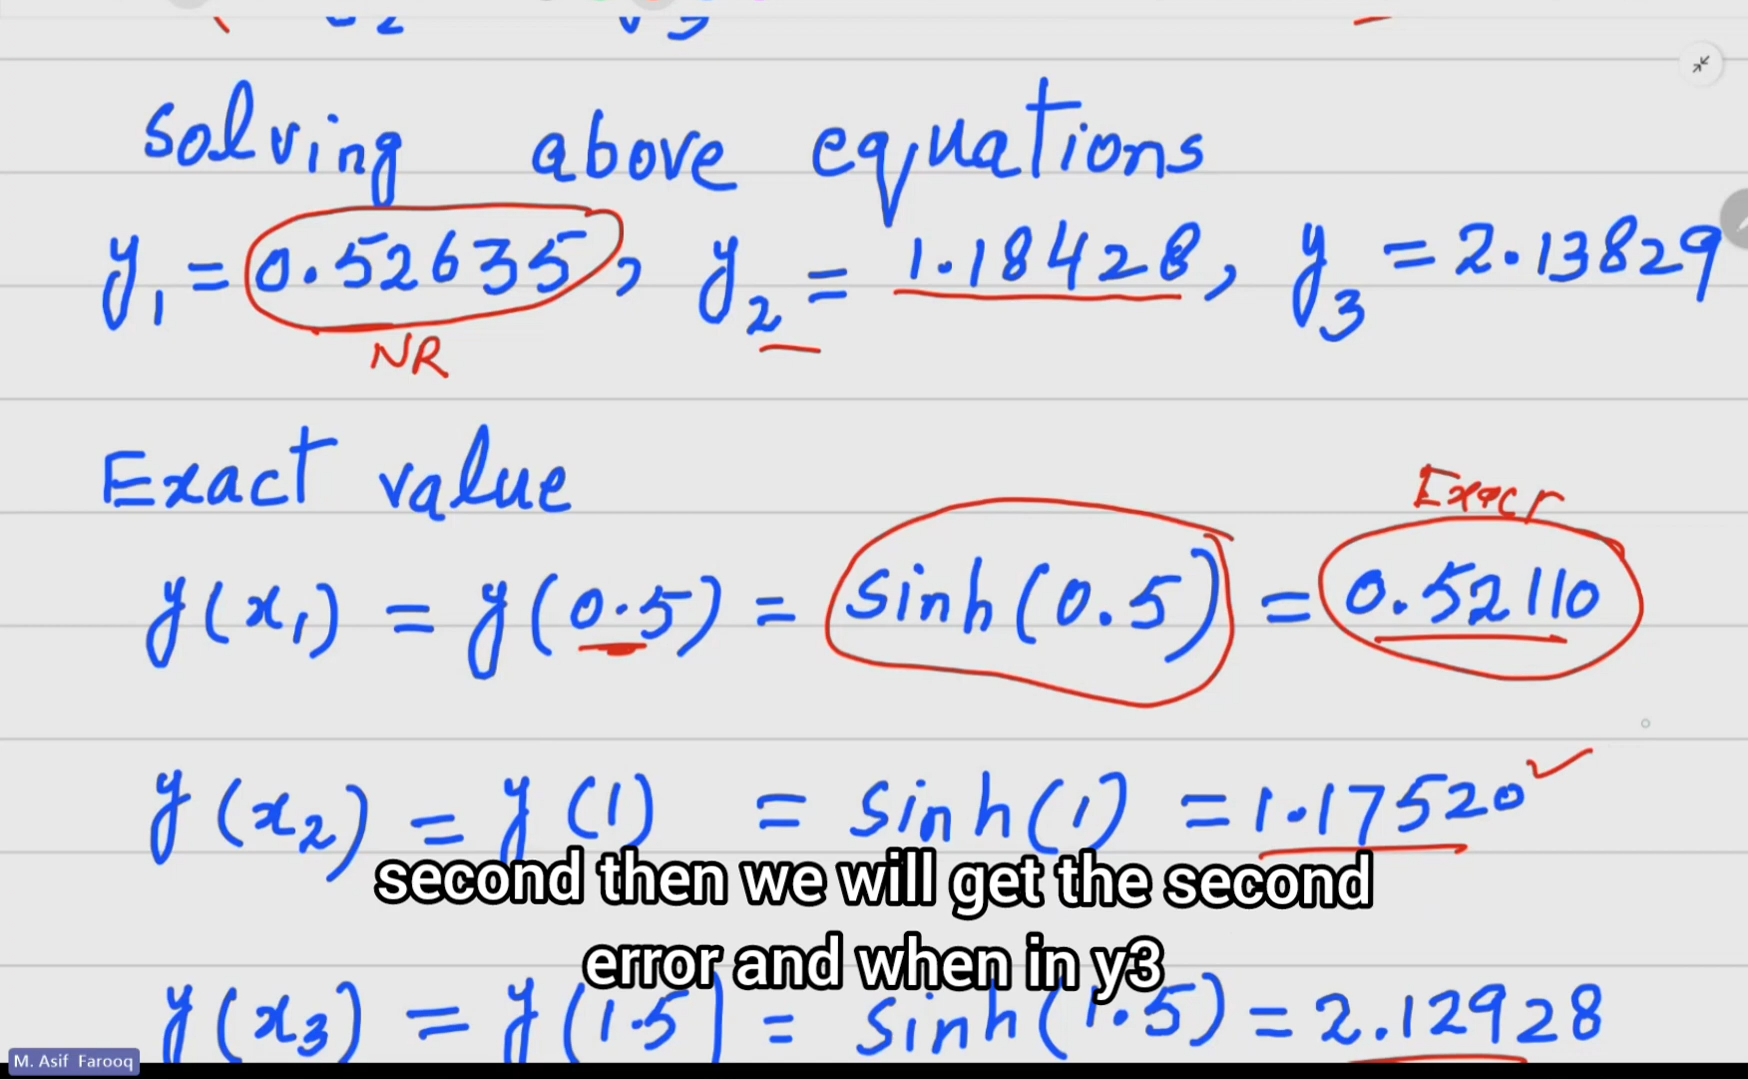 solving above equations
y₁ = 0.52635, y₂ = 1.18428, y₃ = 2.13829
NR
Exact value
Exact
y(x₁) = y(0.5) = sinh(0.5) = 0.52110
y(x₂) = y(1) = sinh(1) = 1.17520
second then we will get the second
error and when in y3
y(x₃) = y(1.5) = sinh(1.5) = 2.12928
M. Asif Farooq